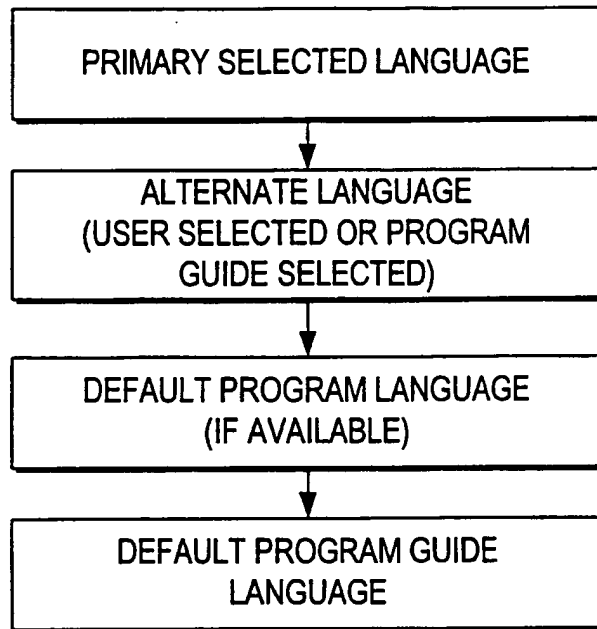 PRIMARY SELECTED LANGUAGE
ALTERNATE LANGUAGE
(USER SELECTED OR PROGRAM
GUIDE SELECTED)
DEFAULT PROGRAM LANGUAGE
(IF AVAILABLE)
DEFAULT PROGRAM GUIDE
LANGUAGE